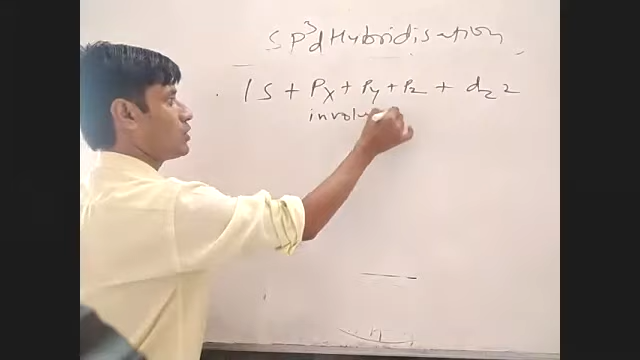 SP³d Hybridisation
1S + Px + Py + Pz + dz²
involve